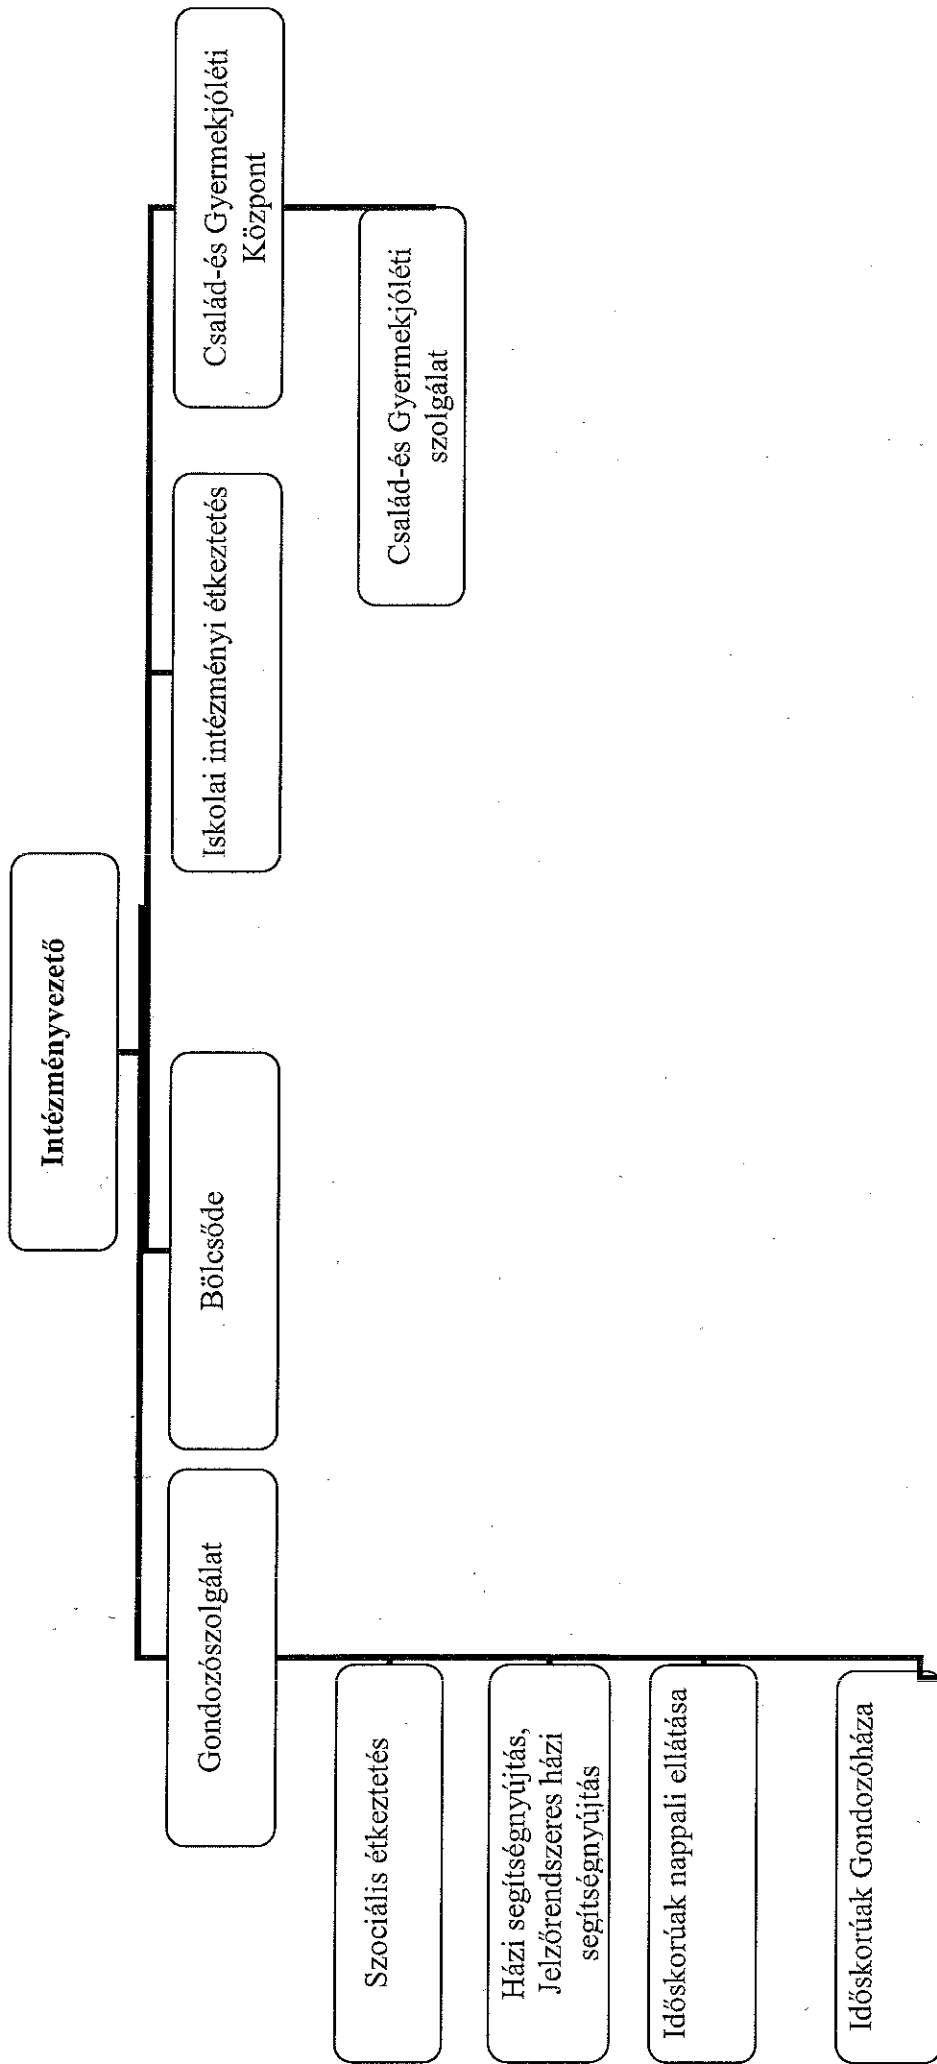 Intézményvezető
Gondozószolgálat
Bölcsőde
Iskolai intézményi étkeztetés
Család-és Gyermekjóléti
Központ
Szociális étkeztetés
Házi segítségnyújtás,
Jelzőrendszeres házi
segítségnyújtás
Időskorúak nappali ellátása
Időskorúak Gondozóháza
Család-és Gyermekjóléti
szolgálat